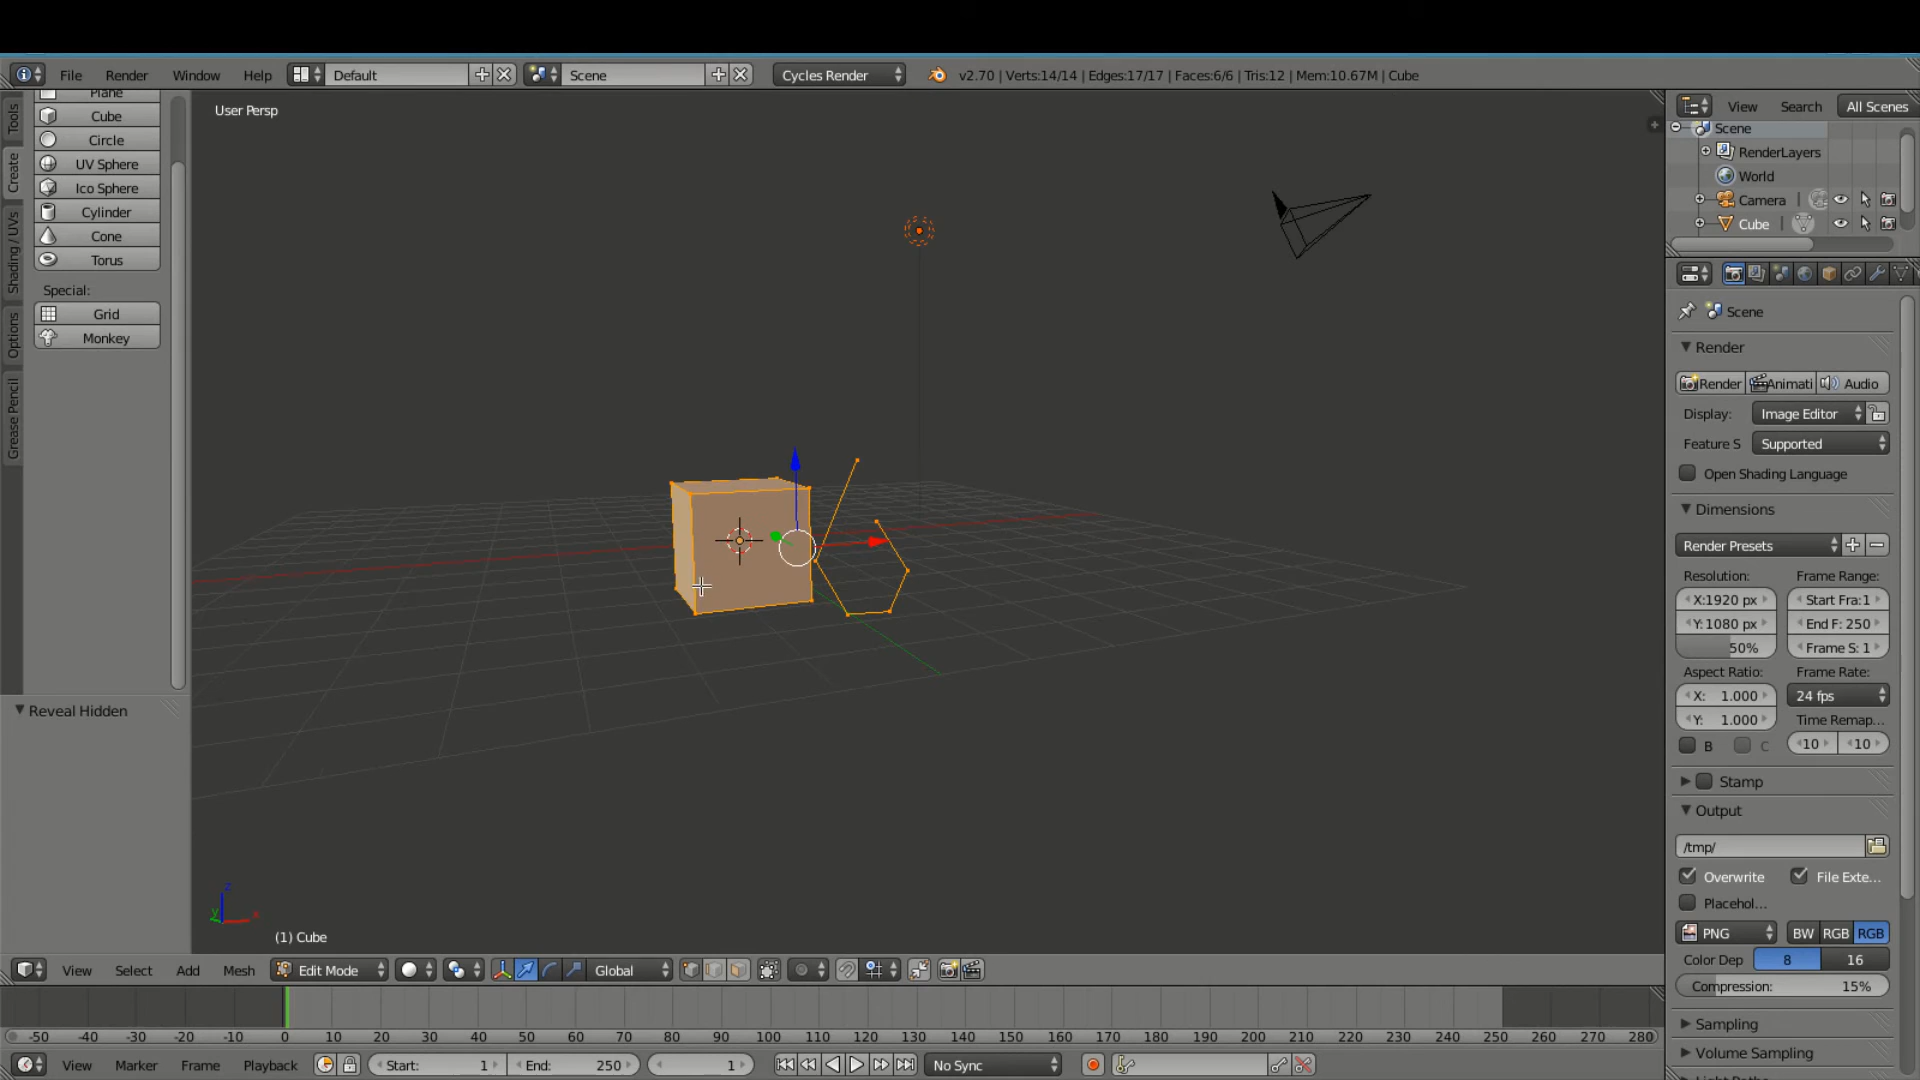 File Render Window Help Default Scene Cycles Render v2.70 | Verts:14/14 | Edges:17/17 | Faces:6/6 | Tris:12 | Mem:10.67M | Cube
Tools
Create
Shading / UVs
Options
Grease Pencil
Plane
Cube
Circle
UV Sphere
Ico Sphere
Cylinder
Cone
Torus
Special:
Grid
Monkey
Reveal Hidden
User Persp
z
y x
(1) Cube
View Select Add Mesh Edit Mode Global
-50 -40 -30 -20 -10 0 10 20 30 40 50 60 70 80 90 100 110 120 130 140 150 160 170 180 190 200 210 220 230 240 250 260 270 280
View Marker Frame Playback Start: 1 End: 250 1 No Sync
View Search All Scenes
Scene
RenderLayers
World
Camera |
Cube |
Scene
Render
Render Animati Audio
Display: Image Editor
Feature S Supported
Open Shading Language
Dimensions
Render Presets
Resolution: Frame Range:
X:1920 px Start Fra:1
Y: 1080 px End F: 250
50% Frame S: 1
Aspect Ratio: Frame Rate:
X: 1.000 24 fps
Y: 1.000 Time Remap...
B C 10 10
Stamp
Output
/tmp/
Overwrite File Exte...
Placehol...
PNG BW RGB RGB
Color Dep 8 16
Compression: 15%
Sampling
Volume Sampling